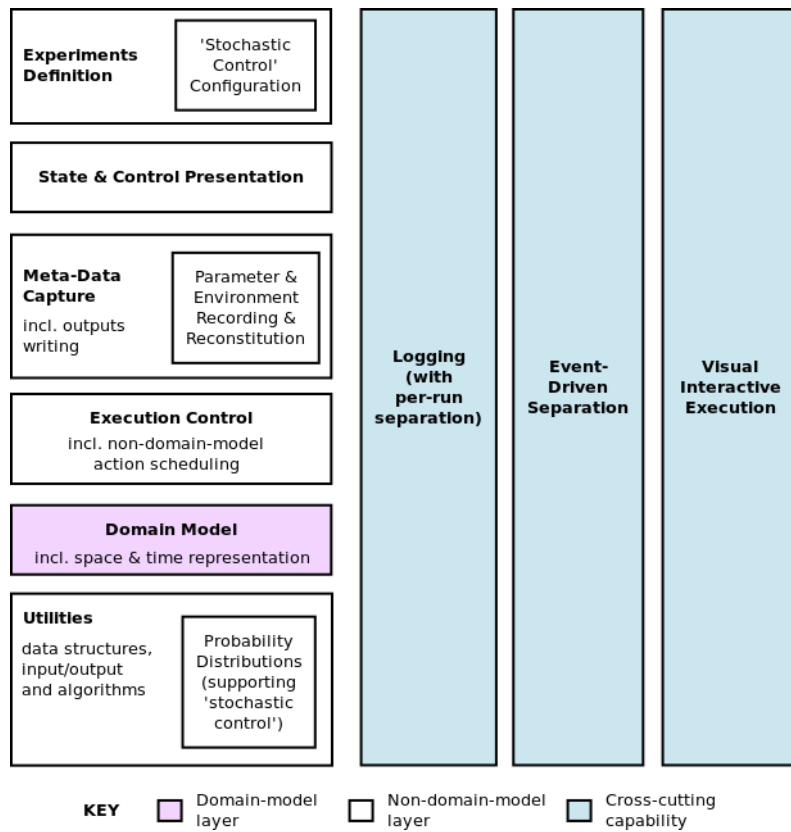 Experiments
Definition
'Stochastic
Control'
Configuration
State & Control Presentation
Meta-Data
Capture
incl. outputs
writing
Parameter &
Environment
Recording &
Reconstitution
Execution Control
incl. non-domain-model
action scheduling
Domain Model
incl. space & time representation
Utilities
data structures,
input/output
and algorithms
Probability
Distributions
(supporting
'stochastic
control')
Logging
(with
per-run
separation)
Event-
Driven
Separation
Visual
Interactive
Execution
KEY
Domain-model
layer
Non-domain-model
layer
Cross-cutting
capability